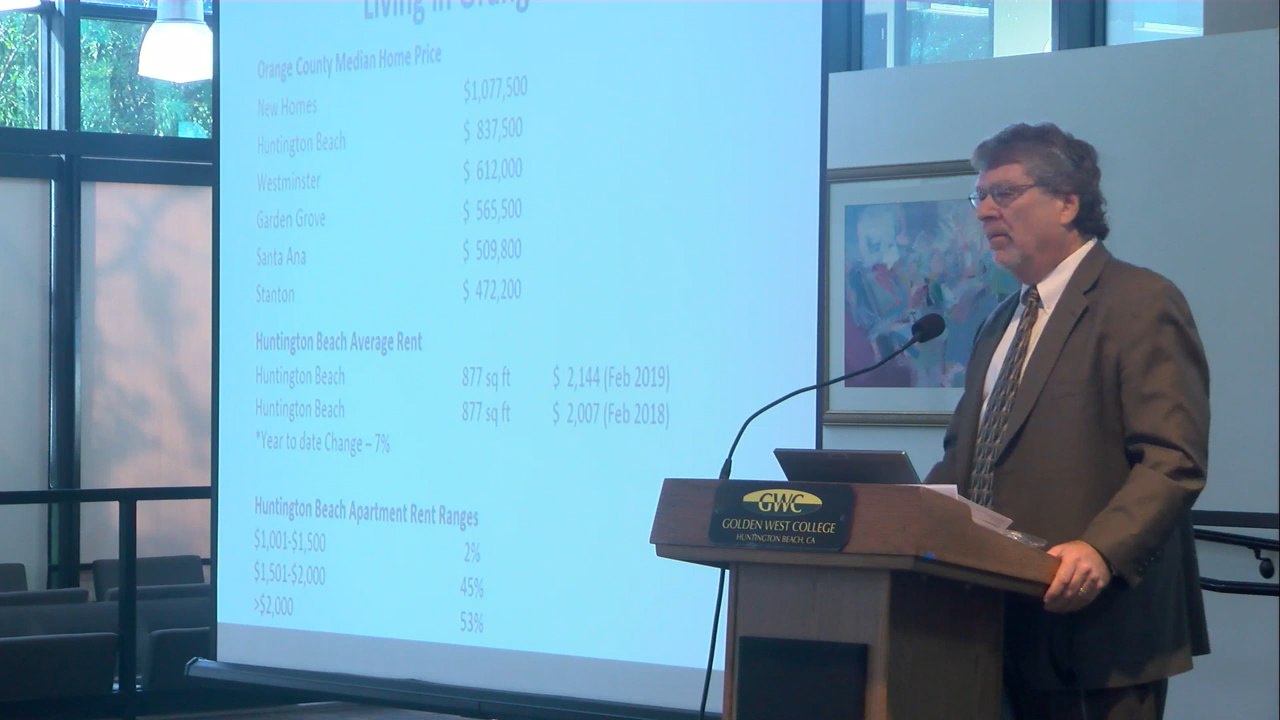 Living in Orang
Orange County Median Home Price
New Homes $1,077,500
Huntington Beach $ 837,500
Westminster $ 612,000
Garden Grove $ 565,500
Santa Ana $ 509,800
Stanton $ 472,200
Huntington Beach Average Rent
Huntington Beach 877 sq ft $ 2,144 (Feb 2019)
Huntington Beach 877 sq ft $ 2,007 (Feb 2018)
*Year to date Change – 7%
Huntington Beach Apartment Rent Ranges
$1,001-$1,500 2%
$1,501-$2,000 45%
>$2,000 53%
GWC
GOLDEN WEST COLLEGE
HUNTINGTON BEACH, CA